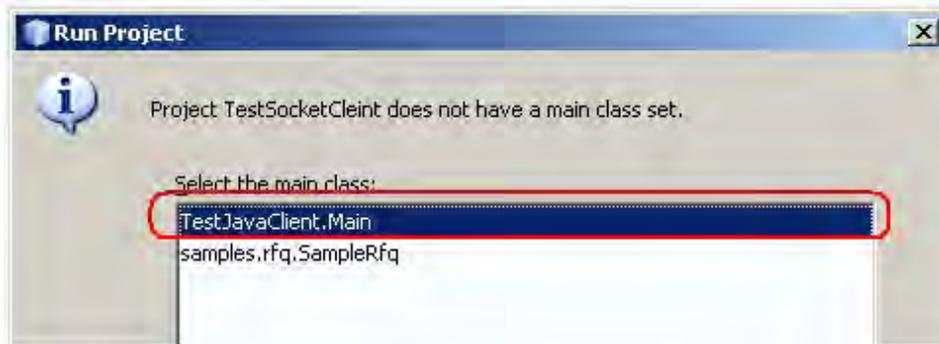 Run Project
Project TestSocketCleint does not have a main class set.
Select the main class:
TestJavaClient.Main
samples.rfq.SampleRfq